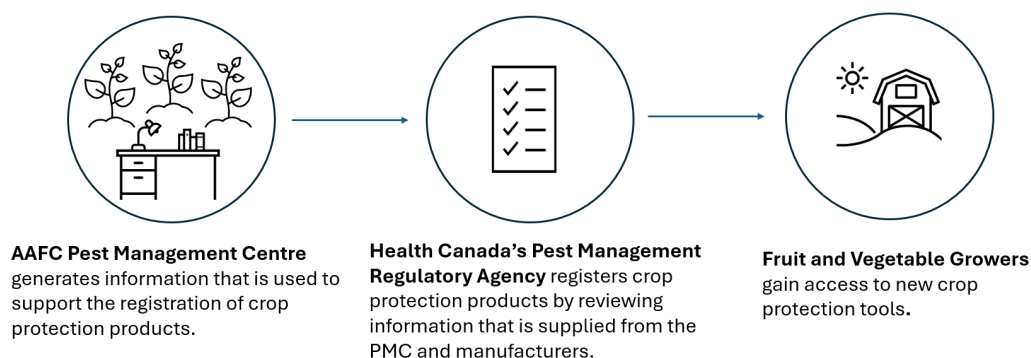 AAFC Pest Management Centre
generates information that is used to
support the registration of crop
protection products.
Health Canada’s Pest Management
Regulatory Agency registers crop
protection products by reviewing
information that is supplied from the
PMC and manufacturers.
Fruit and Vegetable Growers
gain access to new crop
protection tools.